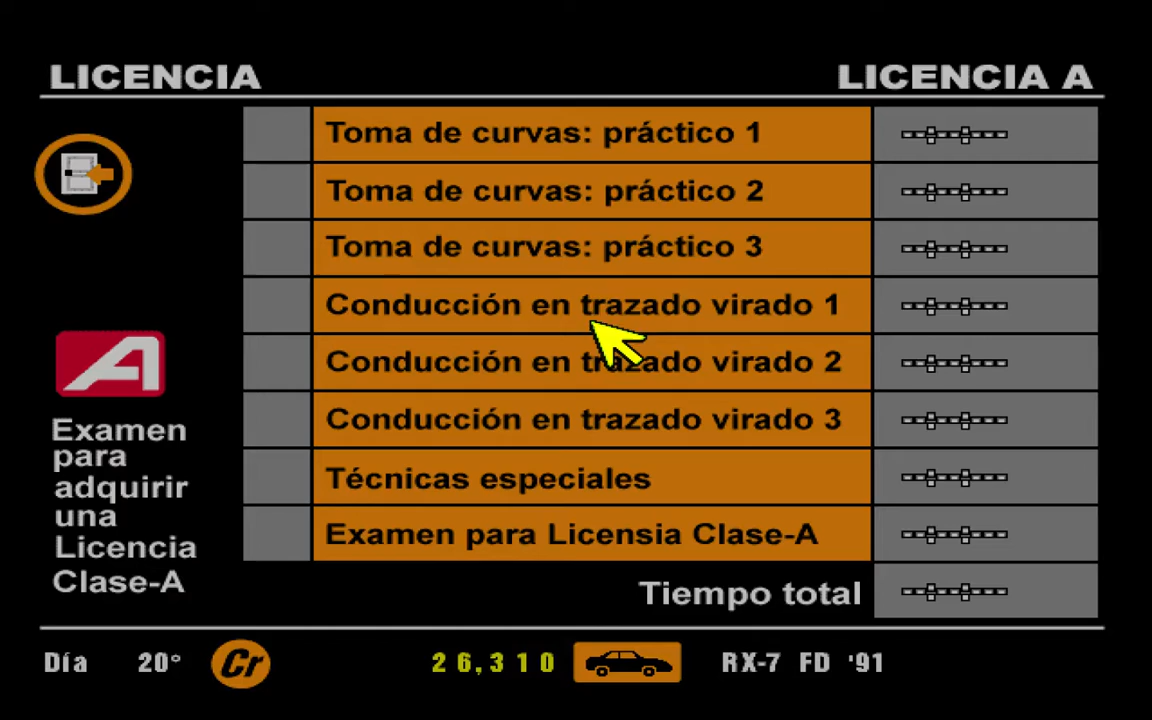 LICENCIA
LICENCIA A
Toma de curvas: práctico 1
Toma de curvas: práctico 2
Toma de curvas: práctico 3
Conducción en trazado virado 1
Conducción en trazado virado 2
Conducción en trazado virado 3
Técnicas especiales
Examen para Licensia Clase-A
Tiempo total
A
Examen
para
adquirir
una
Licencia
Clase-A
Día 20° Cr 26,310 RX-7 FD '91